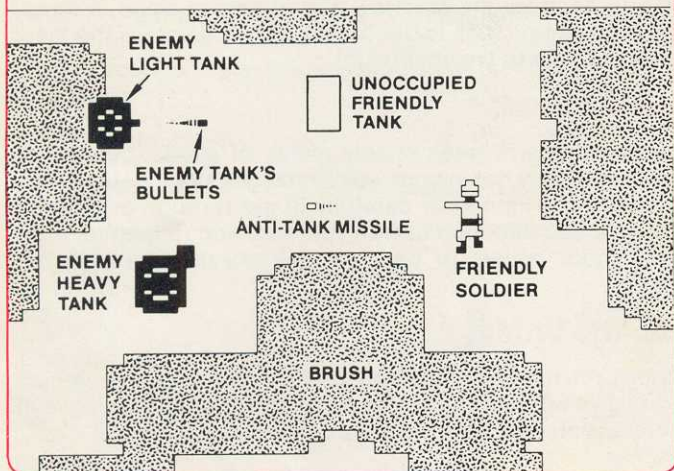 ENEMY
LIGHT TANK
UNOCCUPIED
FRIENDLY
TANK
ENEMY TANK'S
BULLETS
ANTI-TANK MISSILE
ENEMY
HEAVY
TANK
FRIENDLY
SOLDIER
BRUSH